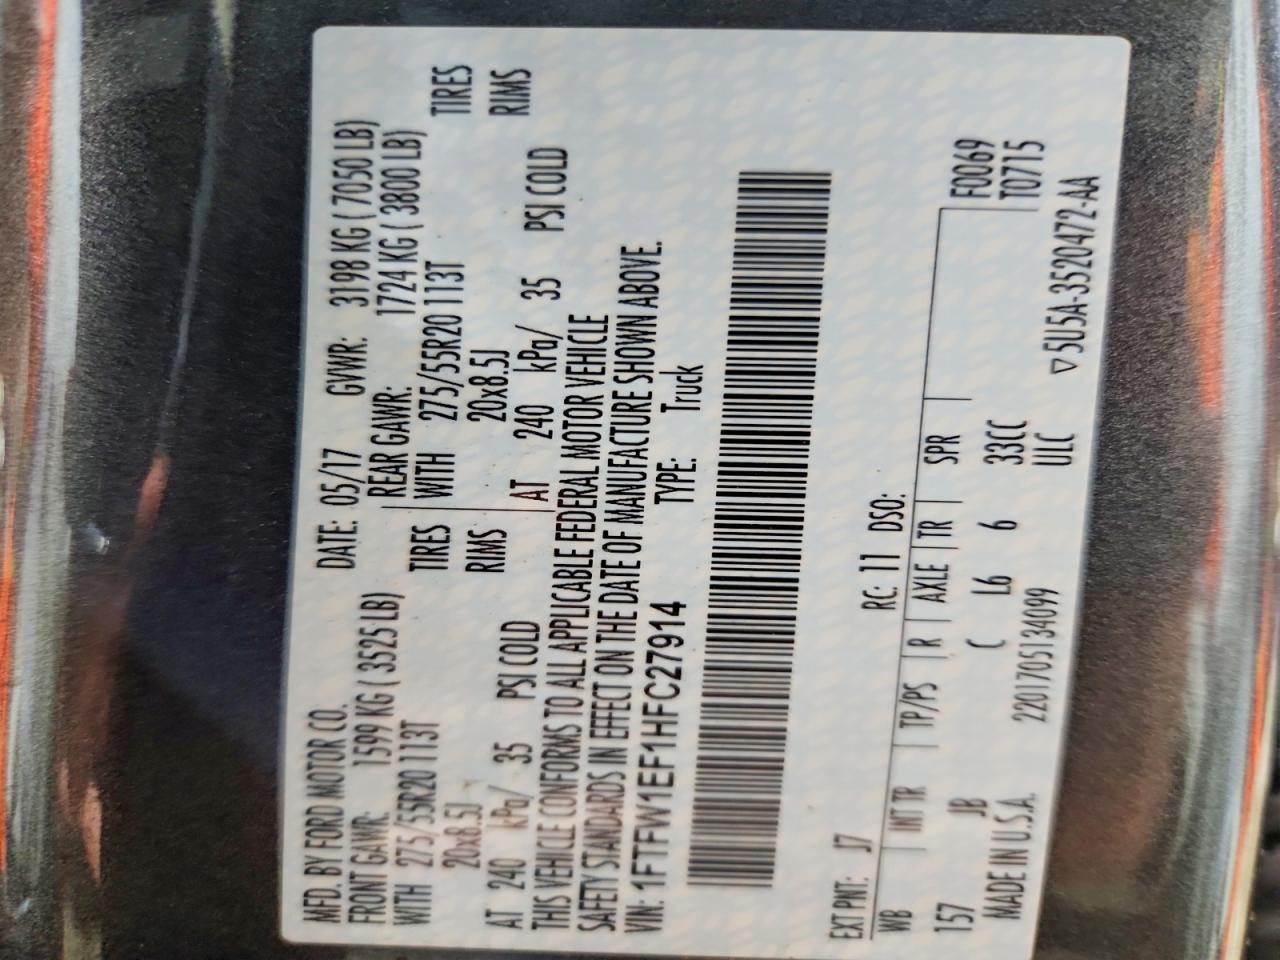 MFD. BY FORD MOTOR CO. DATE: 05/17 GVWR: 3198 KG ( 7050 LB)
FRONT GAWR: 1599 KG ( 3525 LB) REAR GAWR: 1724 KG ( 3800 LB)
WITH 275/55R20 113T TIRES WITH 275/55R20 113T TIRES
20x8.5J RIMS 20x8.5J RIMS
AT 240 kPa/ 35 PSI COLD AT 240 kPa/ 35 PSI COLD
THIS VEHICLE CONFORMS TO ALL APPLICABLE FEDERAL MOTOR VEHICLE
SAFETY STANDARDS IN EFFECT ON THE DATE OF MANUFACTURE SHOWN ABOVE.
VIN: 1FTFW1EF1HFC27914 TYPE: Truck
EXT PNT: J7 RC: 11 DSO:
WB INT TR TP/PS R AXLE TR SPR F0069
157 JB C L6 6 33CC T0715
MADE IN U.S.A. 2201705134099 ULC
▽5U5A-3520472-AA